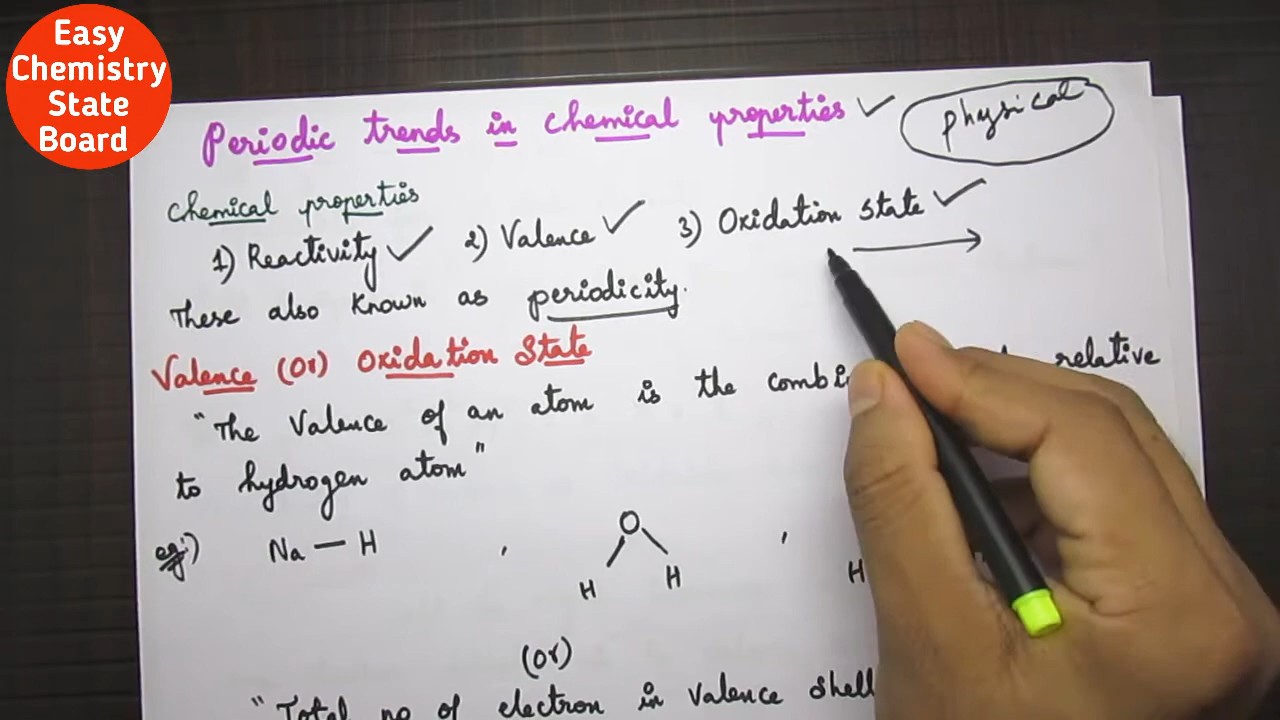 Easy
Chemistry
State
Board
Periodic trends in chemical properties
physical
chemical properties
1) Reactivity 2) Valence 3) Oxidation state
These also known as periodicity.
Valence (Or) Oxidation State
"The Valence of an atom is the relative
to hydrogen atom"
eg:) Na — H , O , H
H H
(Or)
"Total no of electron in valence shell